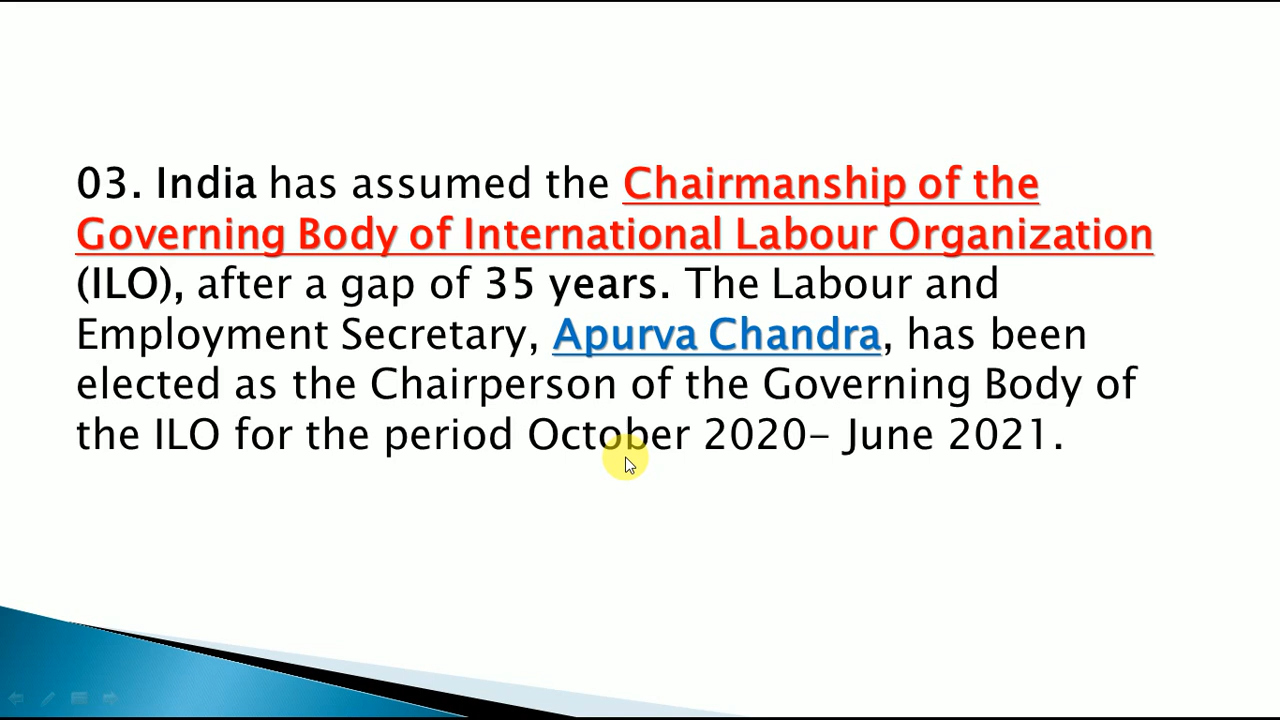 03. India has assumed the Chairmanship of the
Governing Body of International Labour Organization
(ILO), after a gap of 35 years. The Labour and
Employment Secretary, Apurva Chandra, has been
elected as the Chairperson of the Governing Body of
the ILO for the period October 2020– June 2021.